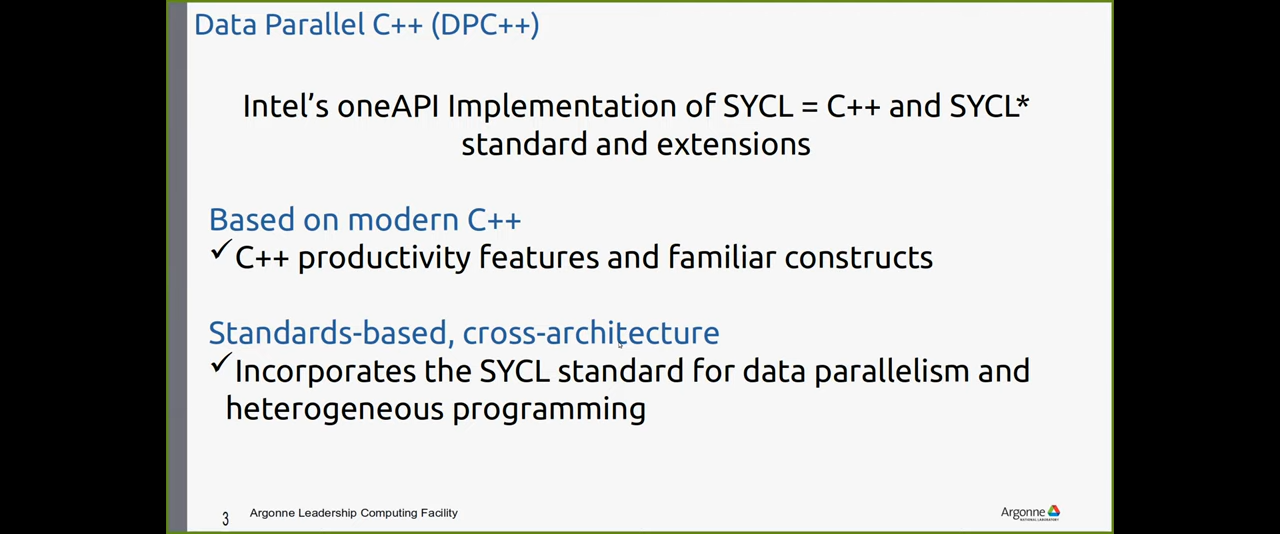 Data Parallel C++ (DPC++)
Intel’s oneAPI Implementation of SYCL = C++ and SYCL*
standard and extensions
Based on modern C++
✓C++ productivity features and familiar constructs
Standards-based, cross-architecture
✓Incorporates the SYCL standard for data parallelism and
heterogeneous programming
3
Argonne Leadership Computing Facility
Argonne
NATIONAL LABORATORY